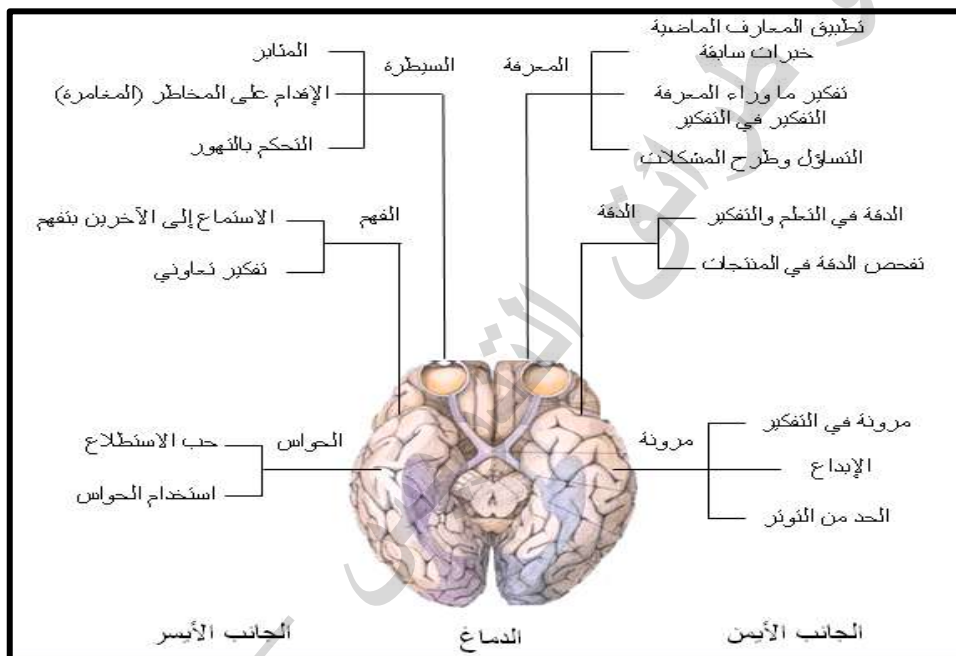 تطبيق المعارف الماضية
خبرات سابقة
المعرفة
تفكير ما وراء المعرفة
التفكير في التفكير
التساؤل وطرح المشكلات
السيطرة
المثابر
الإقدام على المخاطر (المغامرة)
التحكم بالتهور
الدقة
الدقة في التعلم والتفكير
تفحص الدقة في المنتجات
الفهم
الاستماع إلى الآخرين بتفهم
تفكير تعاوني
مرونة
مرونة في التفكير
الإبداع
الحد من التوتر
الحواس
حب الاستطلاع
استخدام الحواس
الجانب الأيمن
الدماغ
الجانب الأيسر